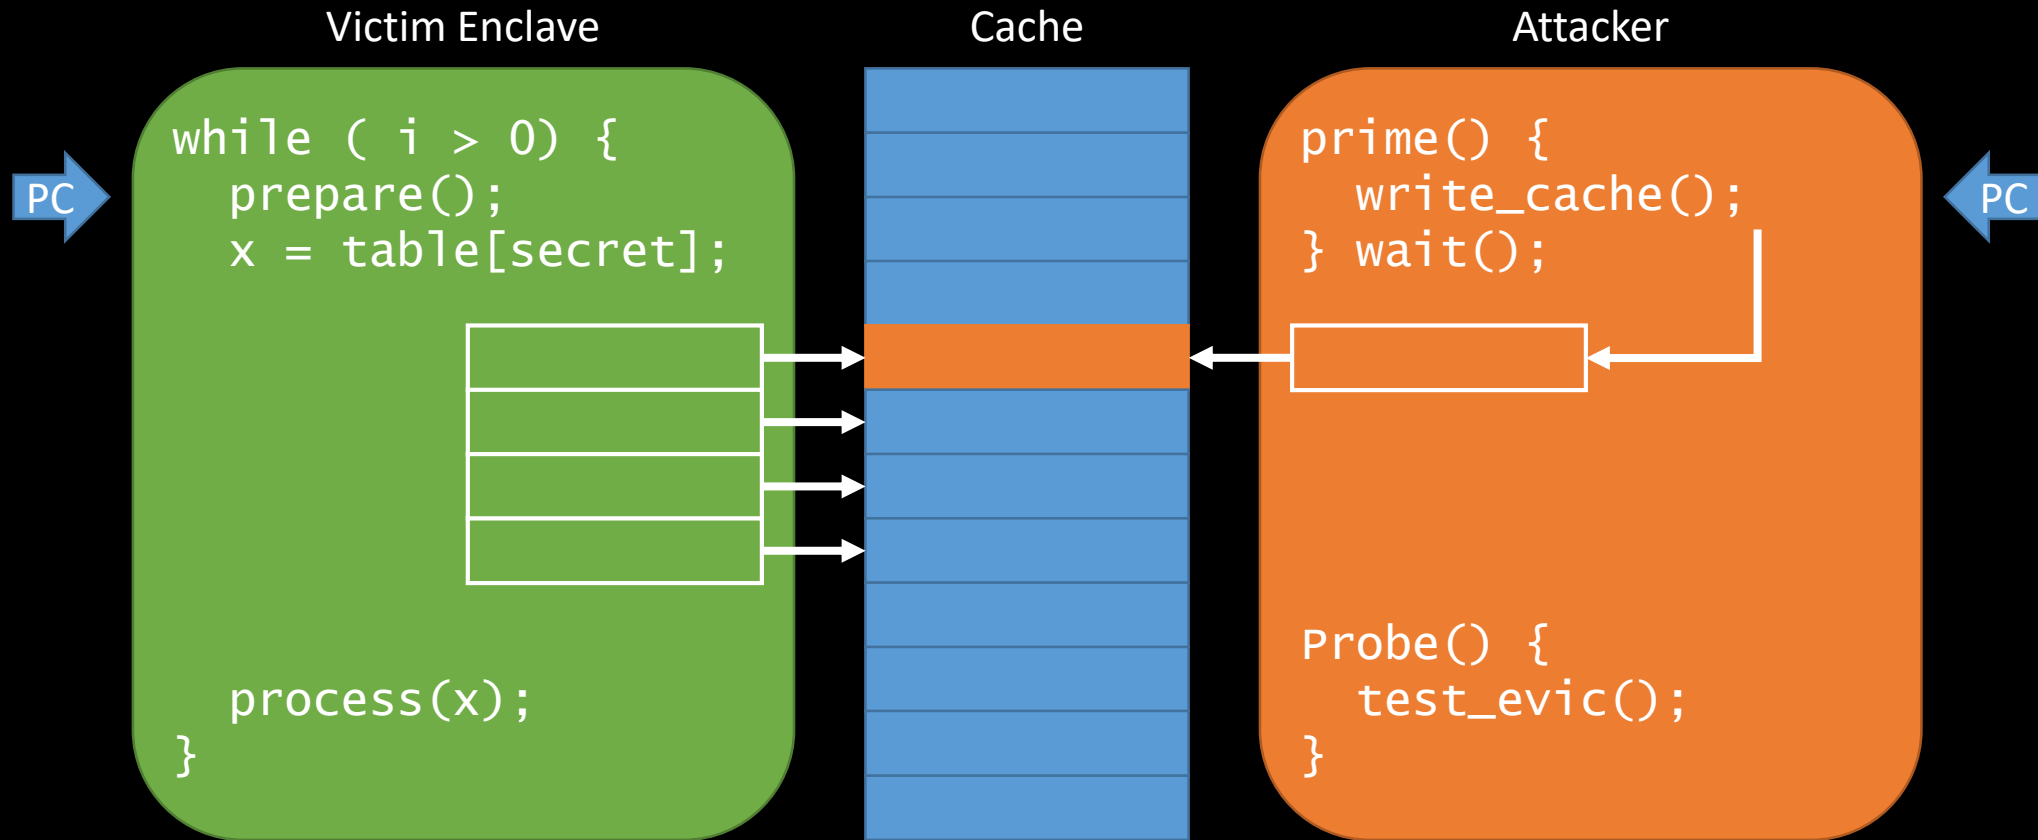 Victim Enclave
Cache
Attacker
PC
while ( i > 0) {
prepare();
x = table[secret];
process(x);
}
prime() {
write_cache();
} wait();
Probe() {
test_evic();
}
PC